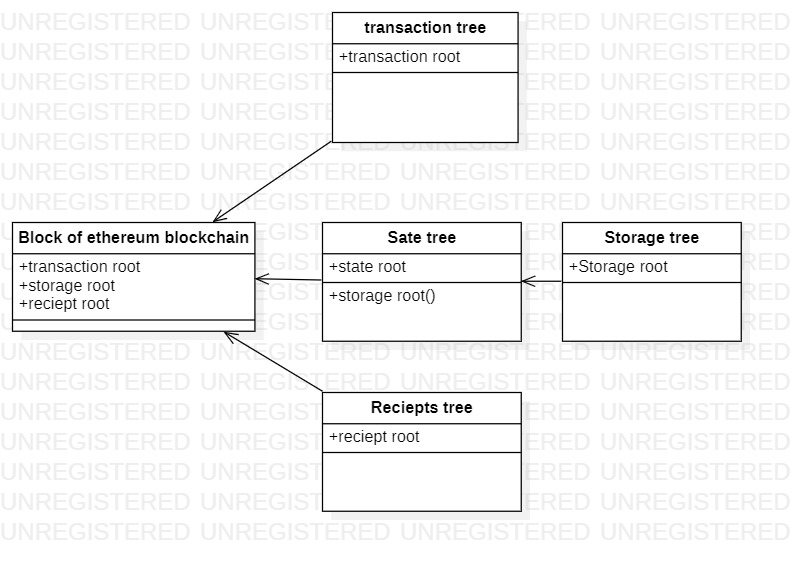 transaction tree
+transaction root
Block of ethereum blockchain
+transaction root
+storage root
+reciept root
Sate tree
+state root
+storage root()
Storage tree
+Storage root
Reciepts tree
+reciept root
UNREGISTERED